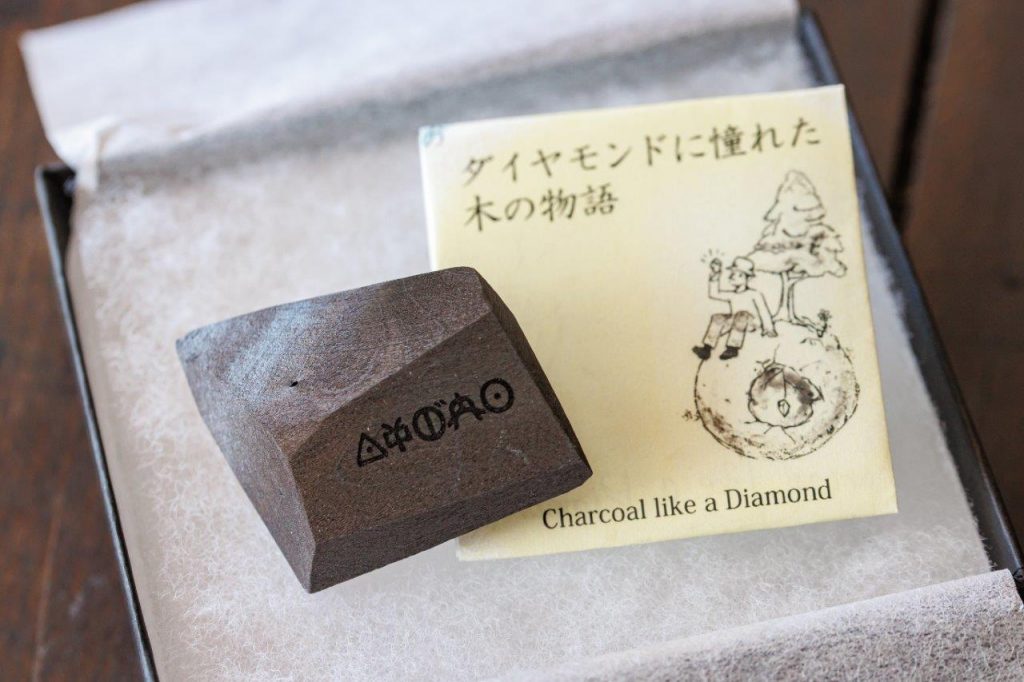 ダイヤモンドに憧れた
木の物語
Charcoal like a Diamond